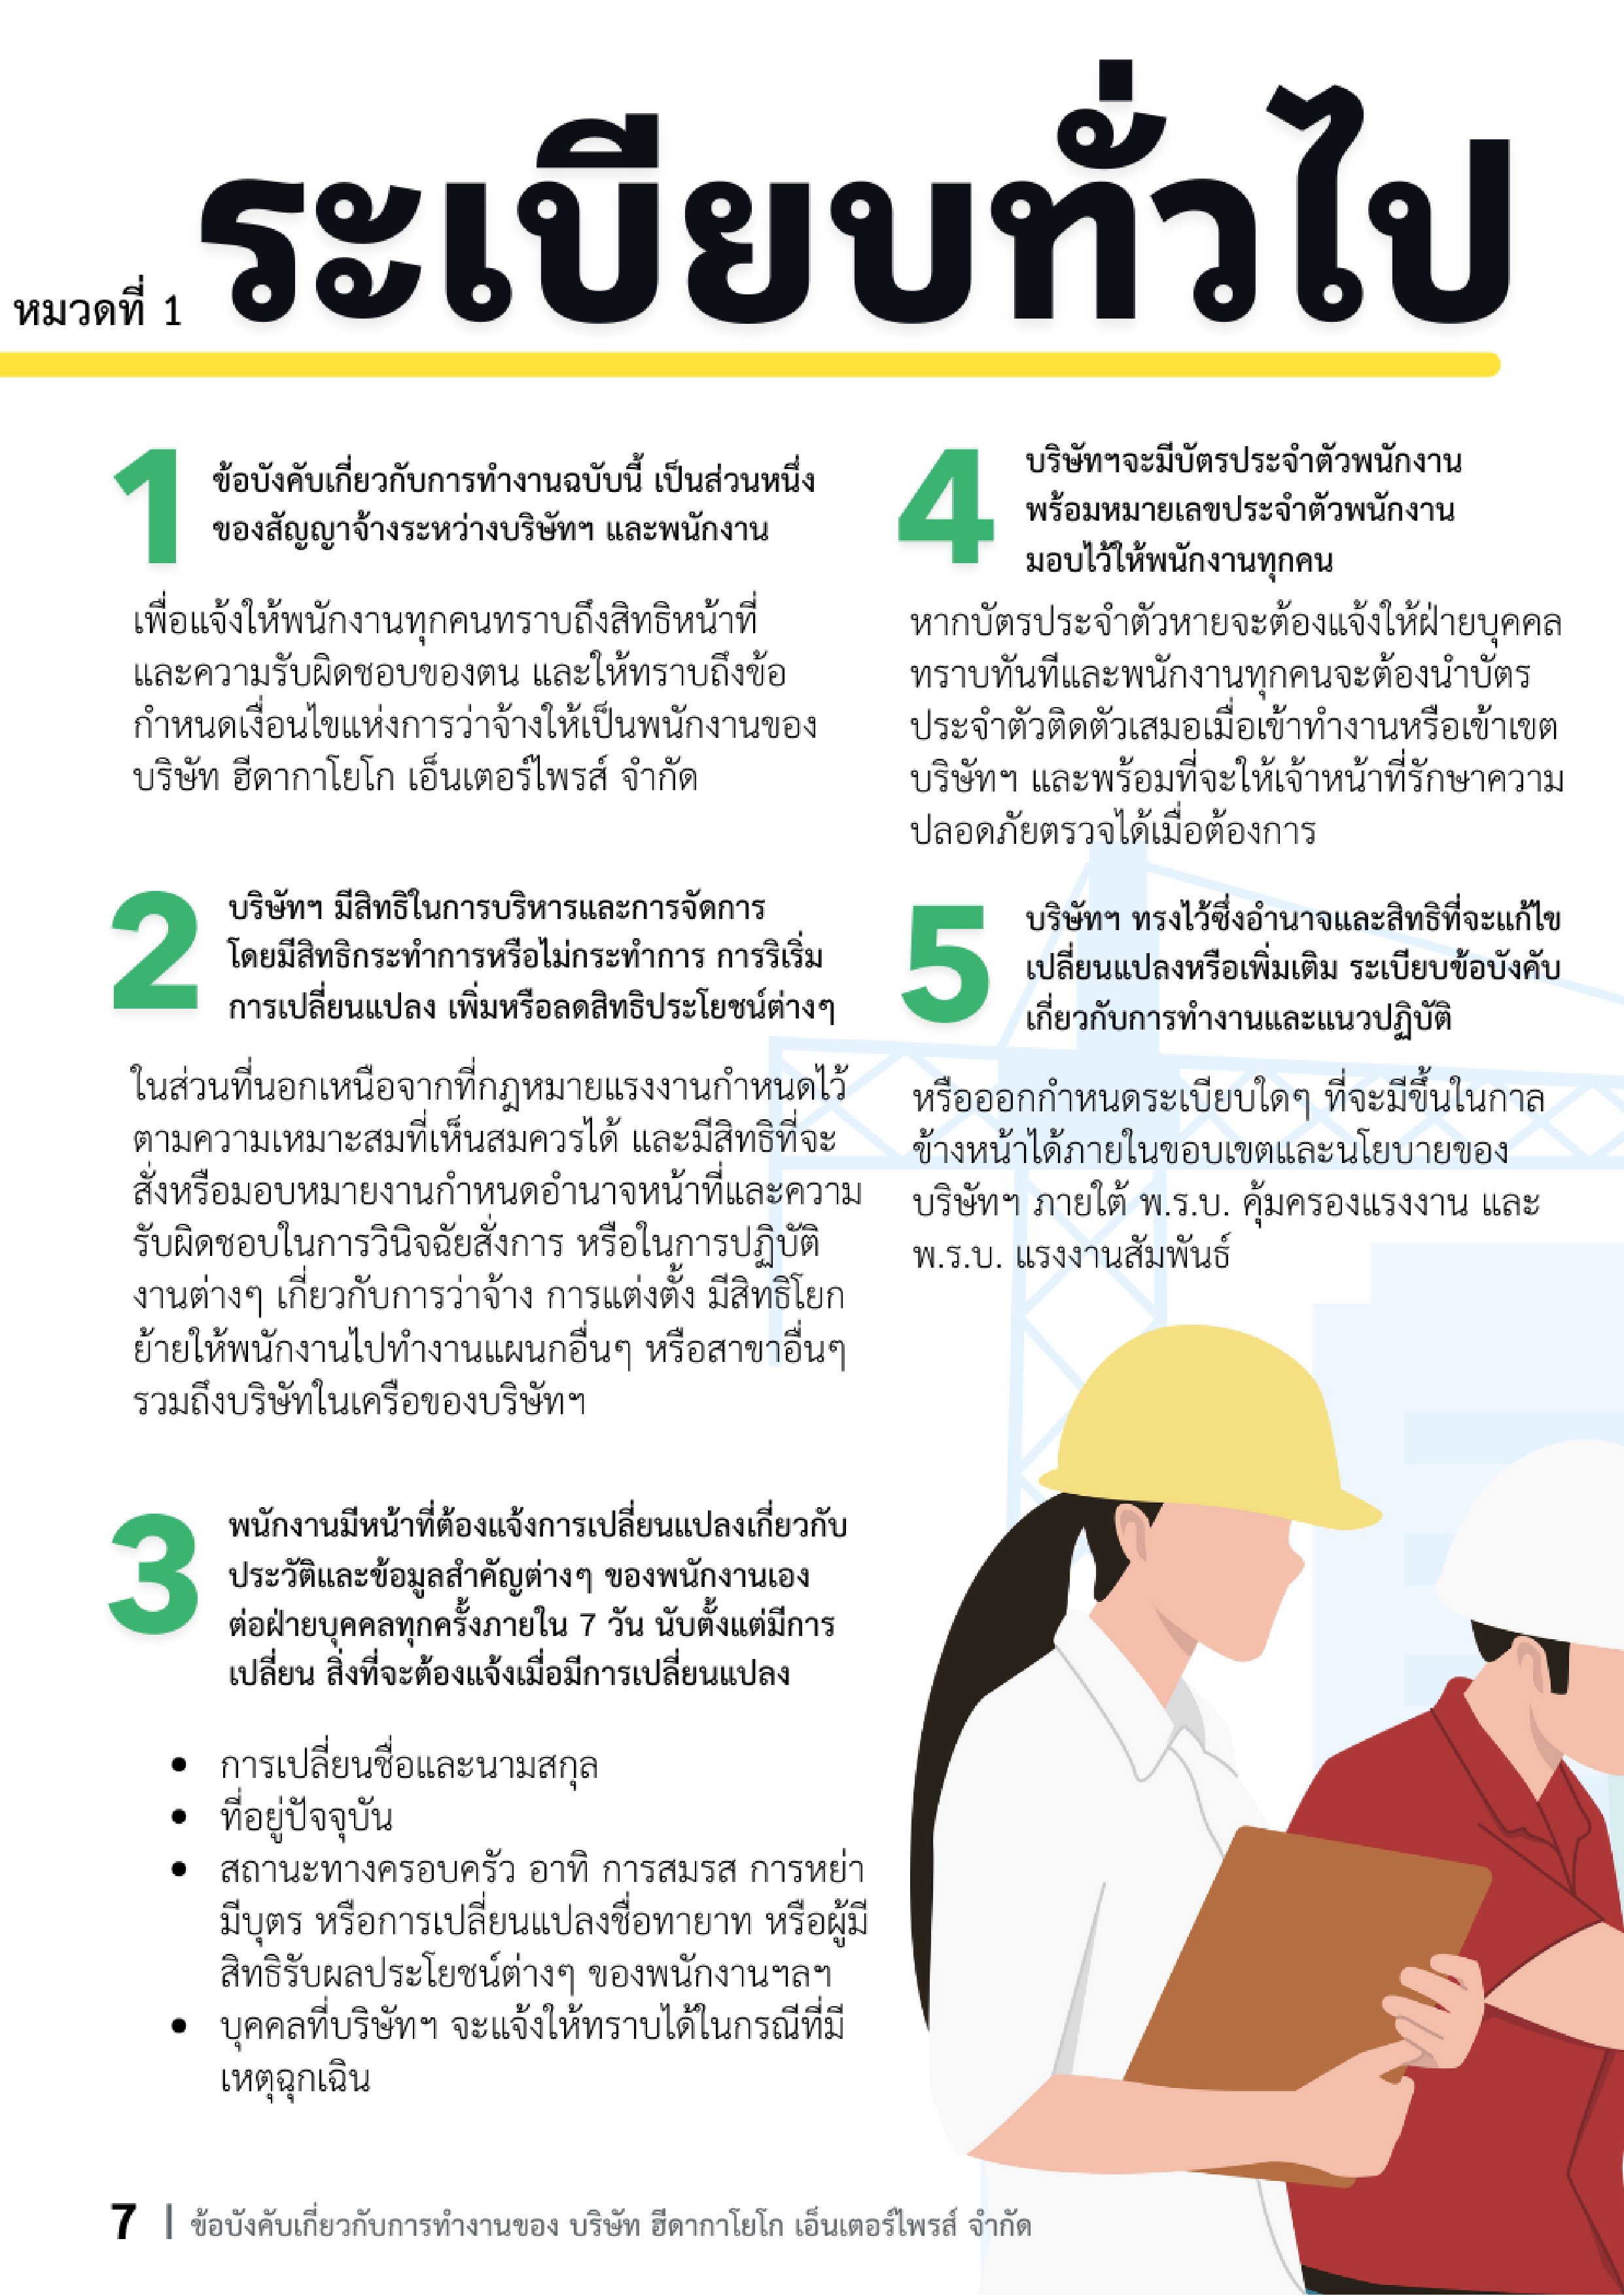 หมวดที่ 1 ระเบียบทั่วไป
1 ข้อบังคับเกี่ยวกับการทำงานฉบับนี้ เป็นส่วนหนึ่ง
ของสัญญาจ้างระหว่างบริษัทฯ และพนักงาน
เพื่อแจ้งให้พนักงานทุกคนทราบถึงสิทธิหน้าที่
และความรับผิดชอบของตน และให้ทราบถึงข้อ
กำหนดเงื่อนไขแห่งการว่าจ้างให้เป็นพนักงานของ
บริษัท ฮีดากาโยโก เอ็นเตอร์ไพรส์ จำกัด
2 บริษัทฯ มีสิทธิในการบริหารและการจัดการ
โดยมีสิทธิกระทำการหรือไม่กระทำการ การริเริ่ม
การเปลี่ยนแปลง เพิ่มหรือลดสิทธิประโยชน์ต่างๆ
ในส่วนที่นอกเหนือจากที่กฎหมายแรงงานกำหนดไว้
ตามความเหมาะสมที่เห็นสมควรได้ และมีสิทธิที่จะ
สั่งหรือมอบหมายงานกำหนดอำนาจหน้าที่และความ
รับผิดชอบในการวินิจฉัยสั่งการ หรือในการปฏิบัติ
งานต่างๆ เกี่ยวกับการว่าจ้าง การแต่งตั้ง มีสิทธิโยก
ย้ายให้พนักงานไปทำงานแผนกอื่นๆ หรือสาขาอื่นๆ
รวมถึงบริษัทในเครือของบริษัทฯ
3 พนักงานมีหน้าที่ต้องแจ้งการเปลี่ยนแปลงเกี่ยวกับ
ประวัติและข้อมูลสำคัญต่างๆ ของพนักงานเอง
ต่อฝ่ายบุคคลทุกครั้งภายใน 7 วัน นับตั้งแต่มีการ
เปลี่ยน สิ่งที่จะต้องแจ้งเมื่อมีการเปลี่ยนแปลง
• การเปลี่ยนชื่อและนามสกุล
• ที่อยู่ปัจจุบัน
• สถานะทางครอบครัว อาทิ การสมรส การหย่า
มีบุตร หรือการเปลี่ยนแปลงชื่อทายาท หรือผู้มี
สิทธิรับผลประโยชน์ต่างๆ ของพนักงานฯลฯ
• บุคคลที่บริษัทฯ จะแจ้งให้ทราบได้ในกรณีที่มี
เหตุฉุกเฉิน
4 บริษัทฯจะมีบัตรประจำตัวพนักงาน
พร้อมหมายเลขประจำตัวพนักงาน
มอบไว้ให้พนักงานทุกคน
หากบัตรประจำตัวหายจะต้องแจ้งให้ฝ่ายบุคคล
ทราบทันทีและพนักงานทุกคนจะต้องนำบัตร
ประจำตัวติดตัวเสมอเมื่อเข้าทำงานหรือเข้าเขต
บริษัทฯ และพร้อมที่จะให้เจ้าหน้าที่รักษาความ
ปลอดภัยตรวจได้เมื่อต้องการ
5 บริษัทฯ ทรงไว้ซึ่งอำนาจและสิทธิที่จะแก้ไข
เปลี่ยนแปลงหรือเพิ่มเติม ระเบียบข้อบังคับ
เกี่ยวกับการทำงานและแนวปฏิบัติ
หรือออกกำหนดระเบียบใดๆ ที่จะมีขึ้นในกาล
ข้างหน้าได้ภายในขอบเขตและนโยบายของ
บริษัทฯ ภายใต้ พ.ร.บ. คุ้มครองแรงงาน และ
พ.ร.บ. แรงงานสัมพันธ์
7 | ข้อบังคับเกี่ยวกับการทำงานของ บริษัท ฮีดากาโยโก เอ็นเตอร์ไพรส์ จำกัด